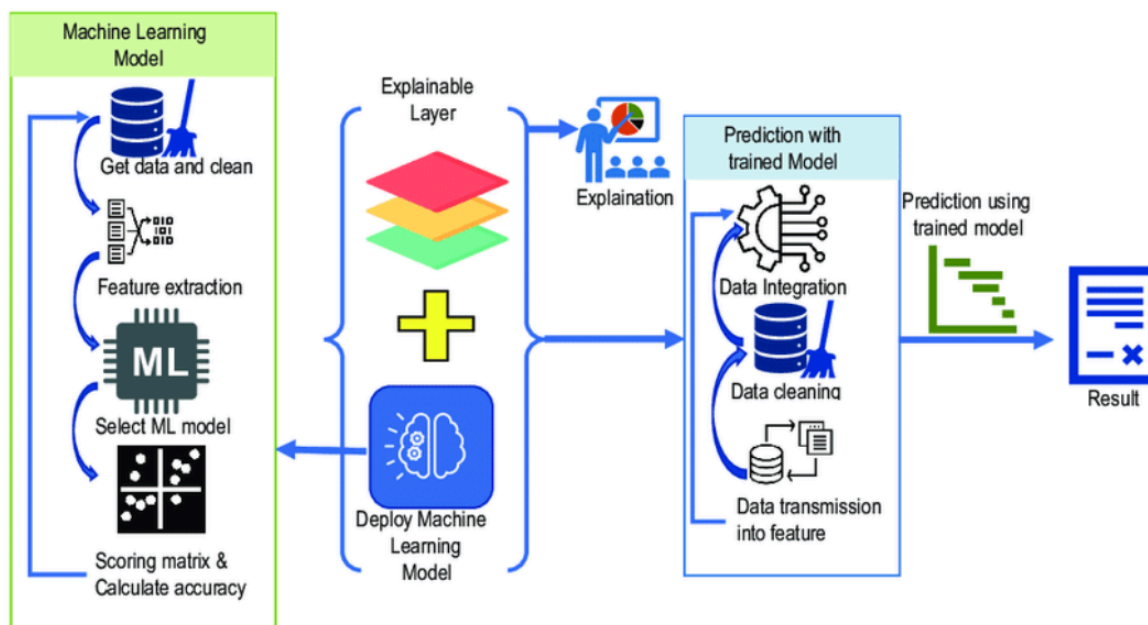 Machine Learning
Model
Get data and clean
Feature extraction
ML
Select ML model
Scoring matrix &
Calculate accuracy
Explainable
Layer
Deploy Machine
Learning
Model
Explaination
Prediction with
trained Model
Data Integration
Data cleaning
Data transmission
into feature
Prediction using
trained model
Result